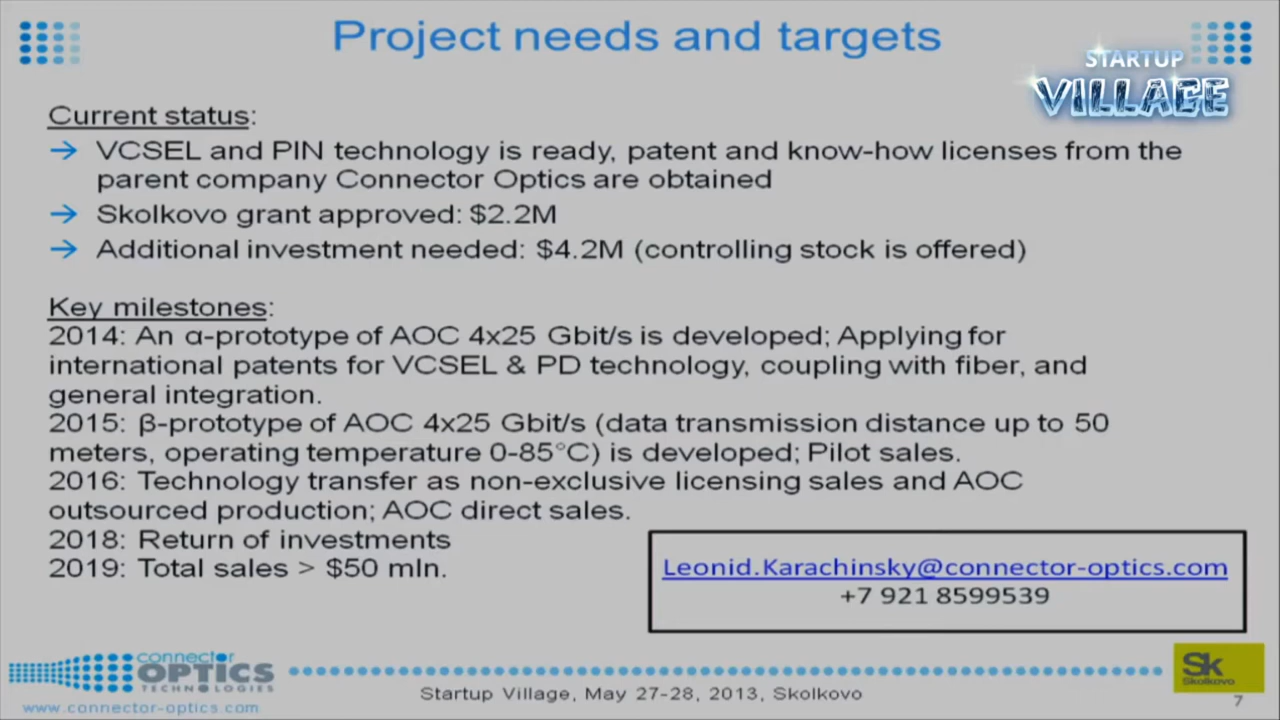 Project needs and targets
STARTUP
VILLAGE
Current status:
→ VCSEL and PIN technology is ready, patent and know-how licenses from the
parent company Connector Optics are obtained
→ Skolkovo grant approved: $2.2M
→ Additional investment needed: $4.2M (controlling stock is offered)
Key milestones:
2014: An α-prototype of AOC 4x25 Gbit/s is developed; Applying for
international patents for VCSEL & PD technology, coupling with fiber, and
general integration.
2015: β-prototype of AOC 4x25 Gbit/s (data transmission distance up to 50
meters, operating temperature 0-85°C) is developed; Pilot sales.
2016: Technology transfer as non-exclusive licensing sales and AOC
outsourced production; AOC direct sales.
2018: Return of investments
2019: Total sales > $50 mln.
Leonid.Karachinsky@connector-optics.com
+7 921 8599539
connector
OPTICS
TECHNOLOGIES
www.connector-optics.com
Startup Village, May 27-28, 2013, Skolkovo
Sk
Skolkovo
7